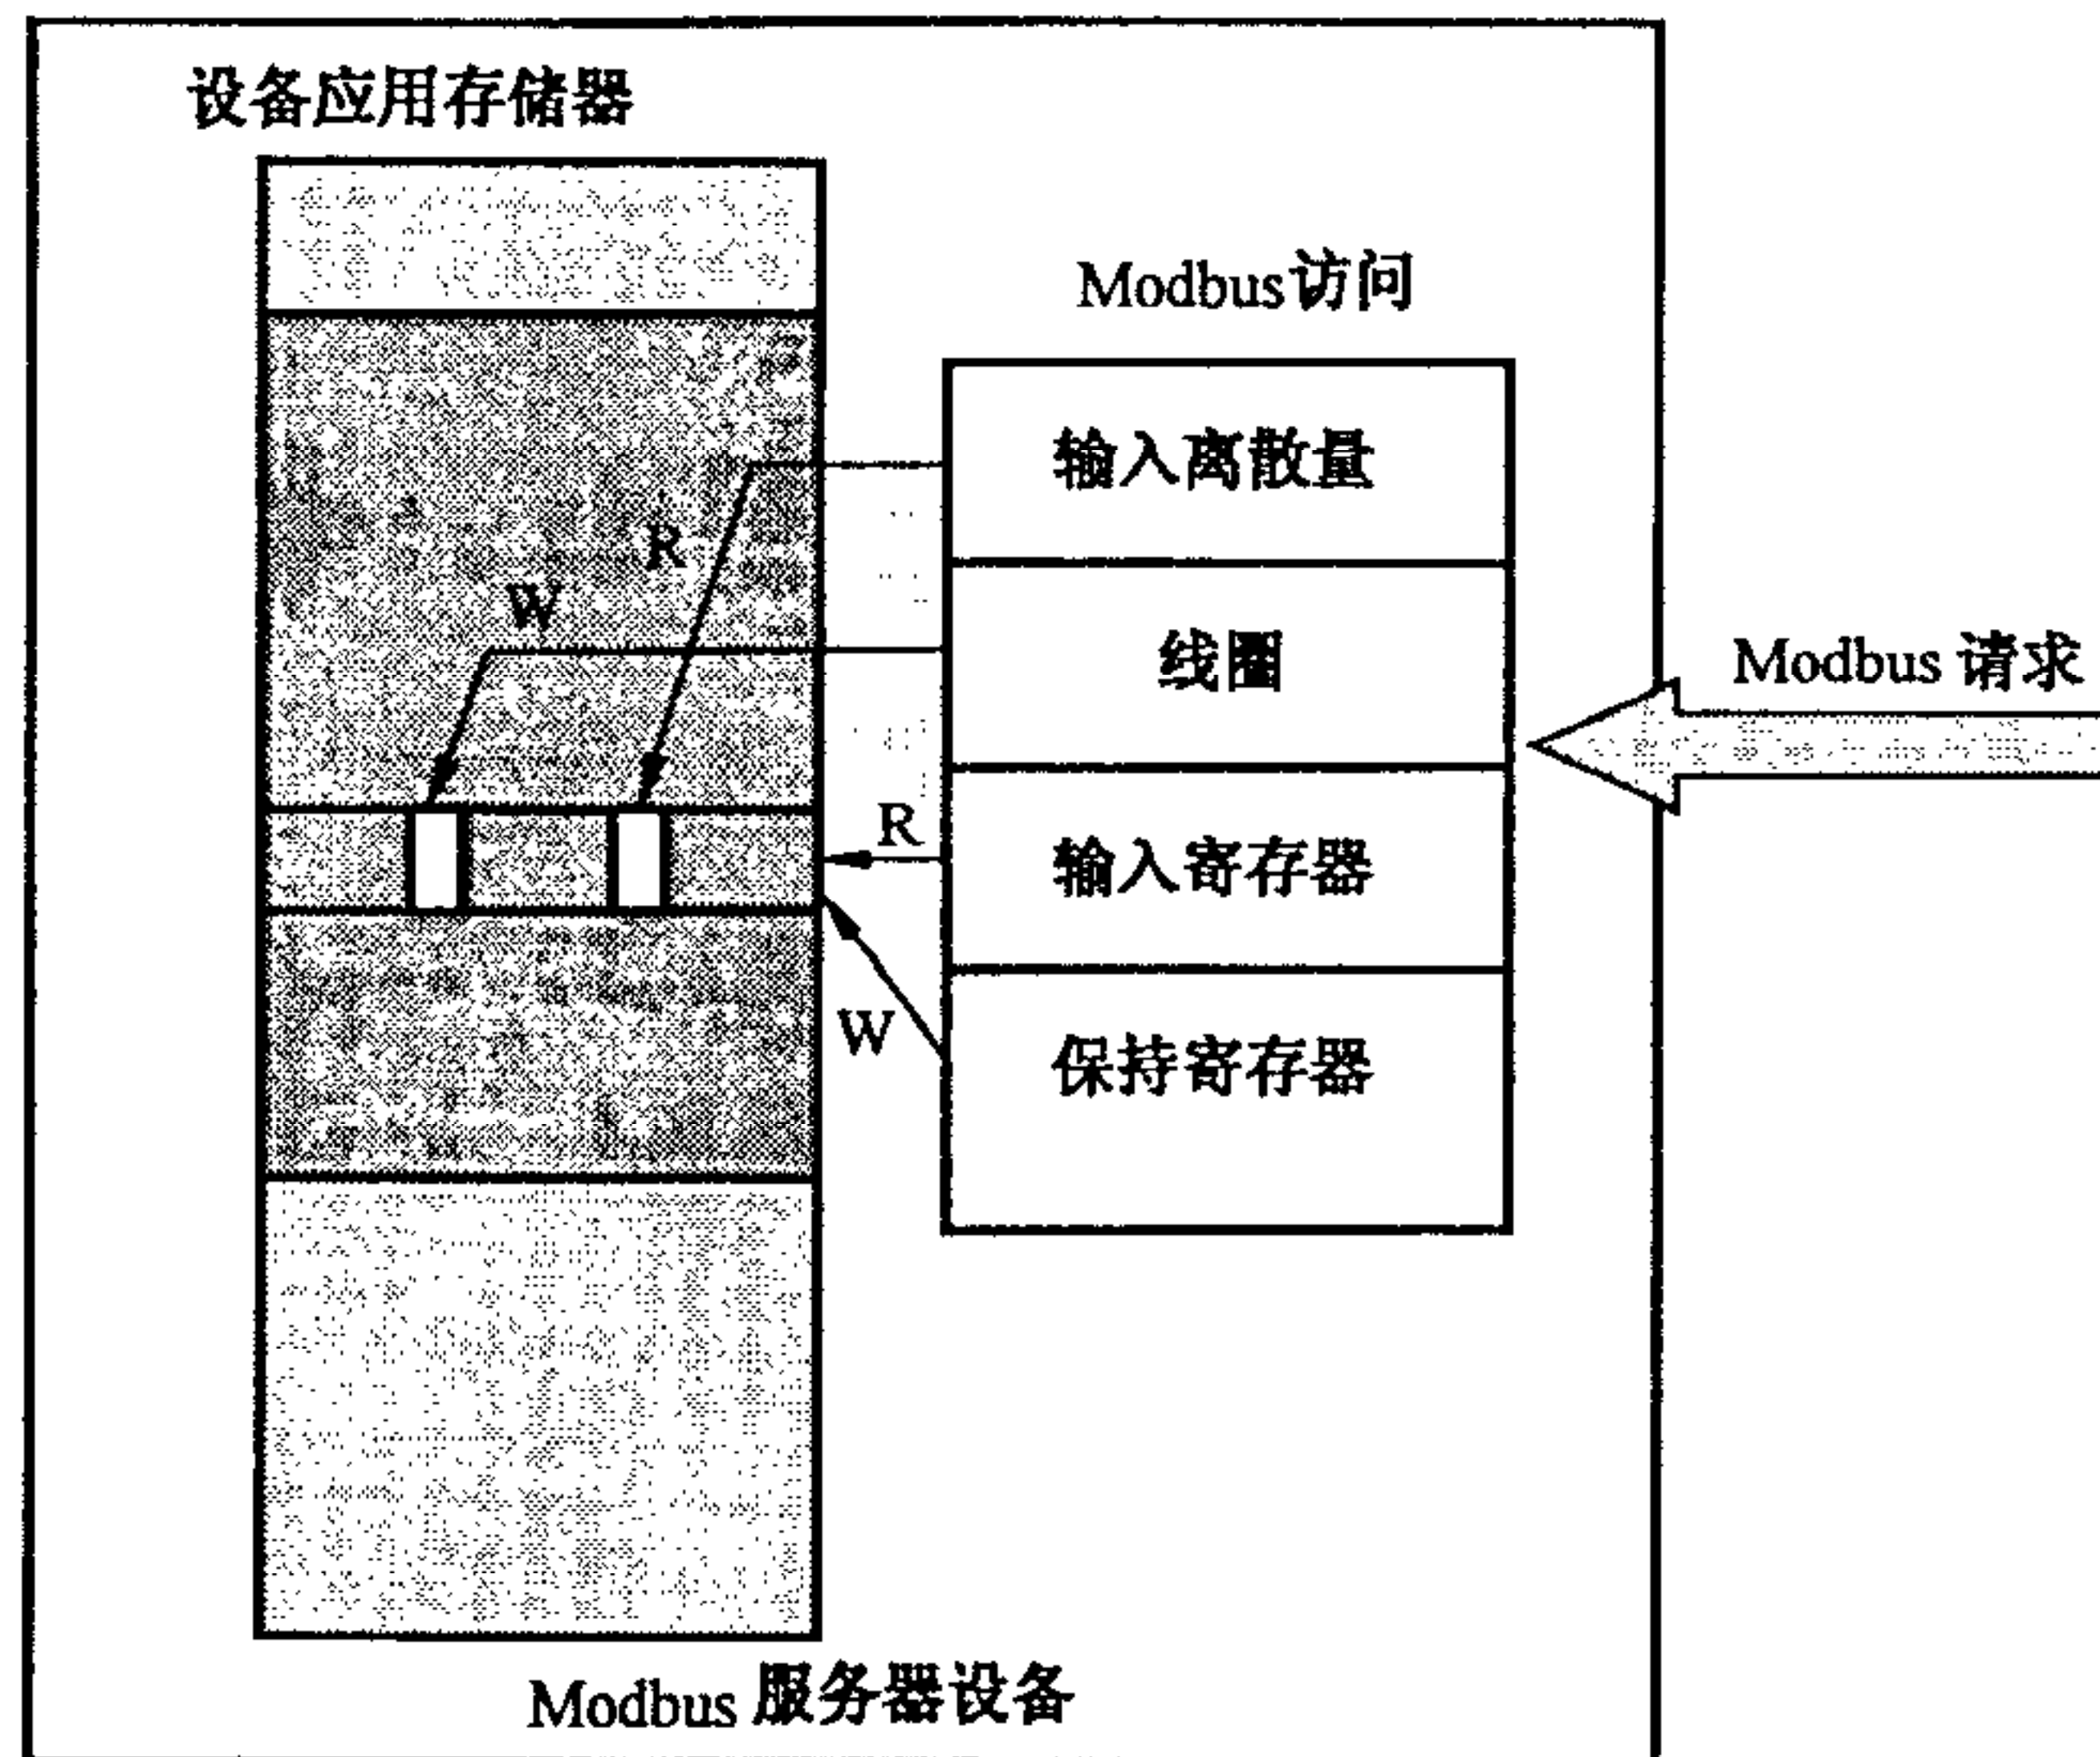 设备应用存储器
Modbus访问
输入离散量
R
W
线圈
Modbus 请求
R
输入寄存器
W
保持寄存器
Modbus 服务器设备